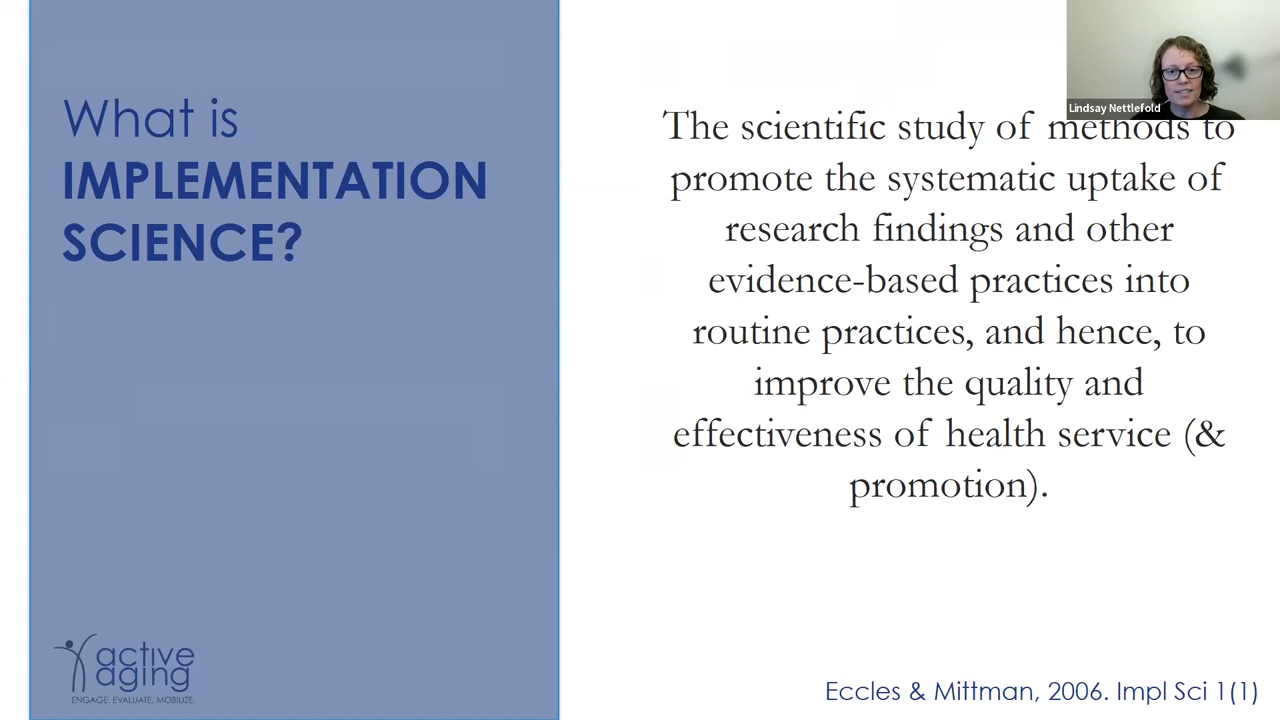 What is
IMPLEMENTATION
SCIENCE?
Lindsay Nettlefold
The scientific study of methods to
promote the systematic uptake of
research findings and other
evidence-based practices into
routine practices, and hence, to
improve the quality and
effectiveness of health service (&
promotion).
active
aging
ENGAGE. EVALUATE. MOBILIZE.
Eccles & Mittman, 2006. Impl Sci 1(1)